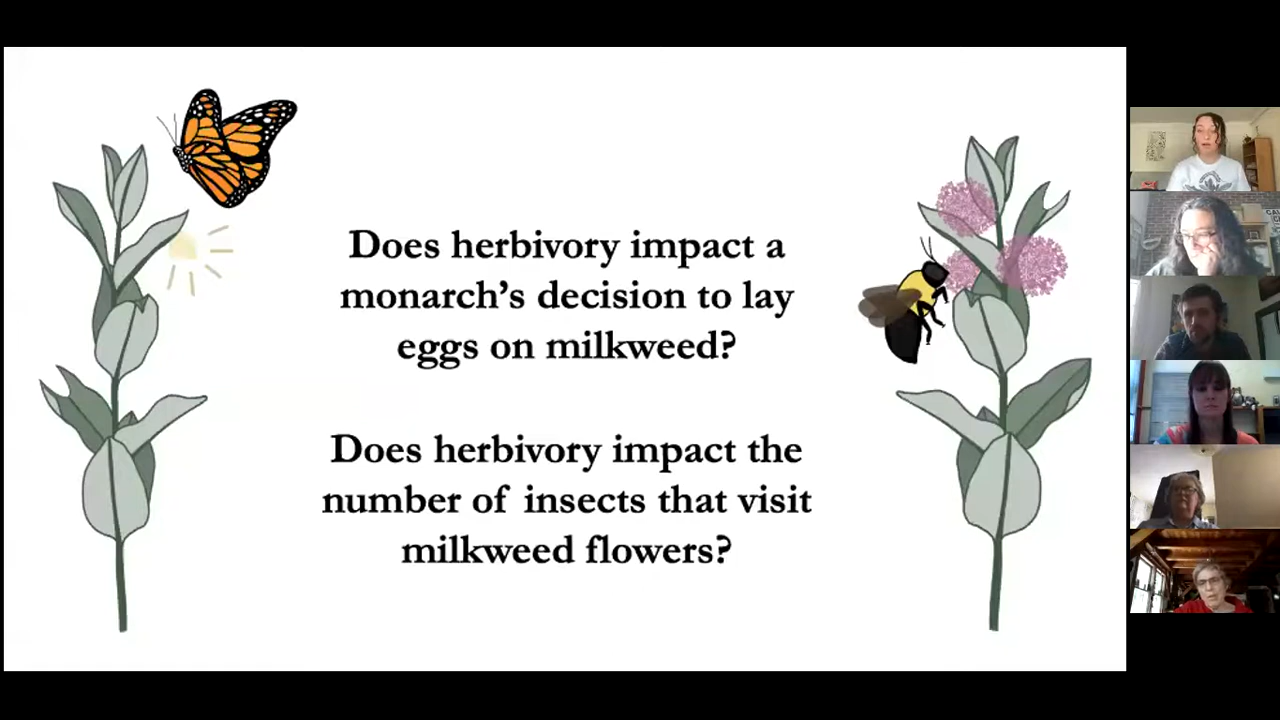 Does herbivory impact a
monarch’s decision to lay
eggs on milkweed?
Does herbivory impact the
number of insects that visit
milkweed flowers?